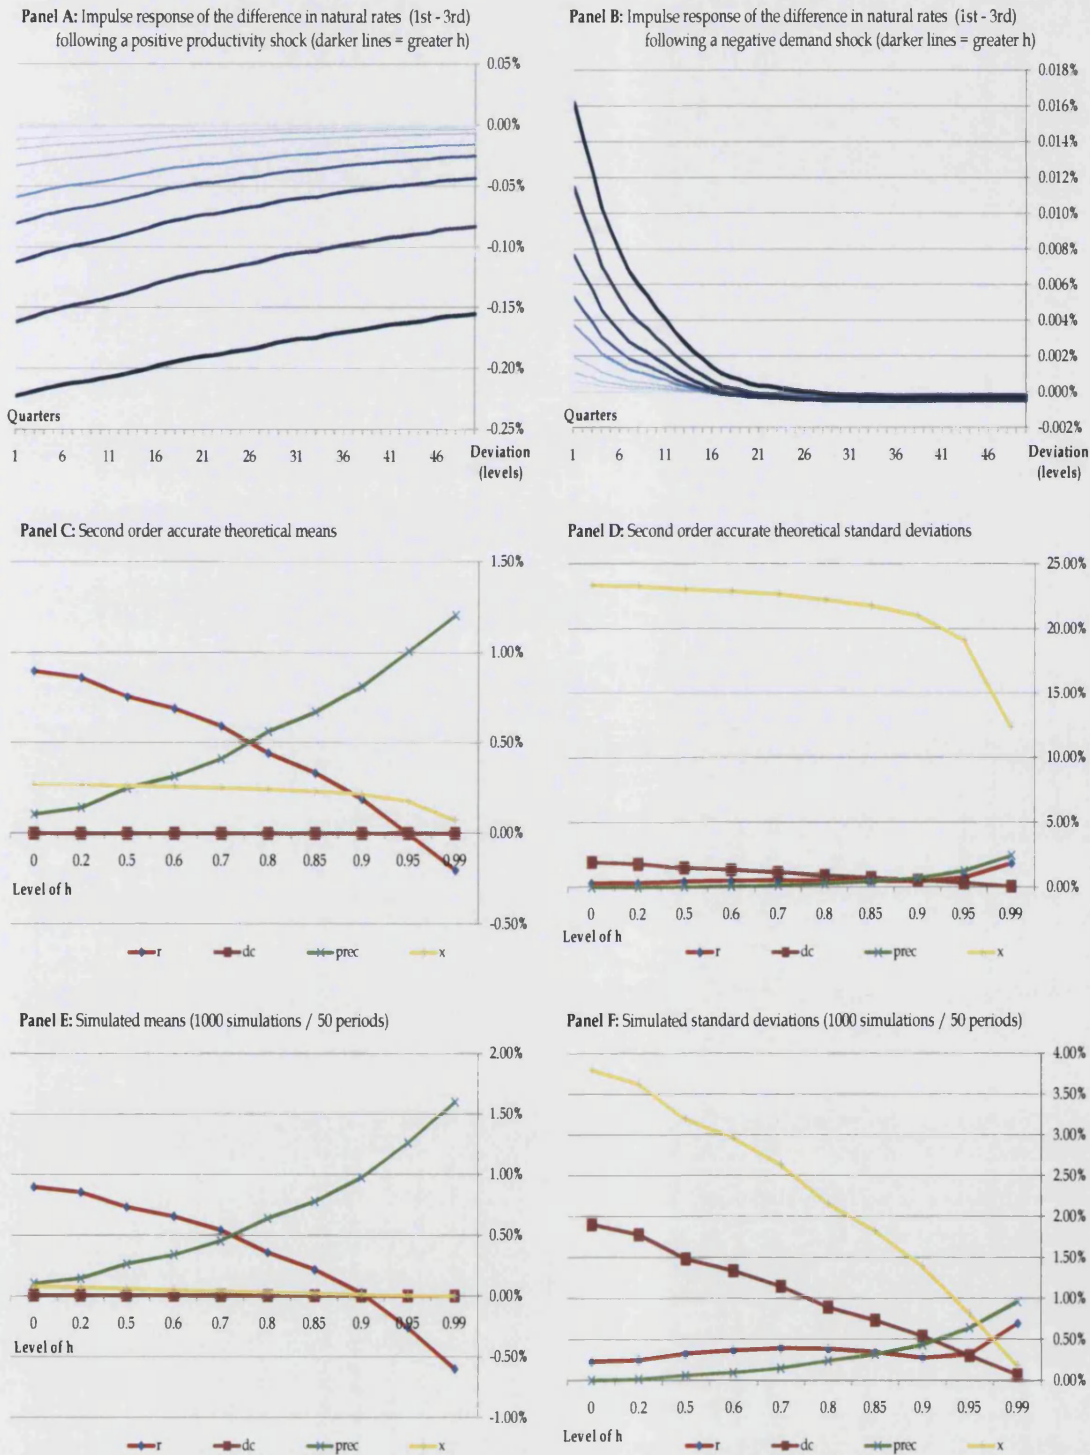 Panel A: Impulse response of the difference in natural rates (1st - 3rd)
following a positive productivity shock (darker lines = greater h)
0.05%
0.00%
-0.05%
-0.10%
-0.15%
-0.20%
-0.25%
Quarters
1 6 11 16 21 26 31 36 41 46
Deviation
(levels)
Panel B: Impulse response of the difference in natural rates (1st - 3rd)
following a negative demand shock (darker lines = greater h)
0.018%
0.016%
0.014%
0.012%
0.010%
0.008%
0.006%
0.004%
0.002%
0.000%
-0.002%
Quarters
1 6 11 16 21 26 31 36 41 46
Deviation
(levels)
Panel C: Second order accurate theoretical means
1.50%
1.00%
0.50%
0.00%
-0.50%
0 0.2 0.5 0.6 0.7 0.8 0.85 0.9 0.95 0.99
Level of h
r dc prec x
Panel D: Second order accurate theoretical standard deviations
25.00%
20.00%
15.00%
10.00%
5.00%
0.00%
0 0.2 0.5 0.6 0.7 0.8 0.85 0.9 0.95 0.99
Level of h
r dc prec x
Panel E: Simulated means (1000 simulations / 50 periods)
2.00%
1.50%
1.00%
0.50%
0.00%
-0.50%
-1.00%
0 0.2 0.5 0.6 0.7 0.8 0.85 0.9 0.95 0.99
Level of h
r dc prec x
Panel F: Simulated standard deviations (1000 simulations / 50 periods)
4.00%
3.50%
3.00%
2.50%
2.00%
1.50%
1.00%
0.50%
0.00%
0 0.2 0.5 0.6 0.7 0.8 0.85 0.9 0.95 0.99
Level of h
r dc prec x